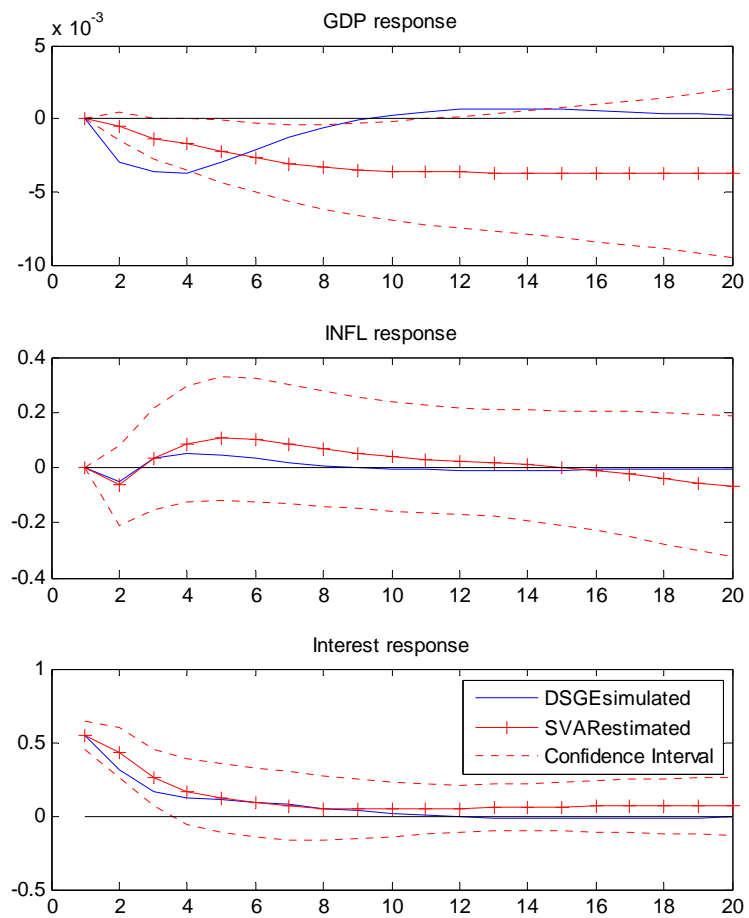 GDP response
x 10-3
5
0
-5
-10
0 2 4 6 8 10 12 14 16 18 20
INFL response
0.4
0.2
0
-0.2
-0.4
0 2 4 6 8 10 12 14 16 18 20
Interest response
1
0.5
0
-0.5
DSGEsimulated
SVARestimated
Confidence Interval
0 2 4 6 8 10 12 14 16 18 20